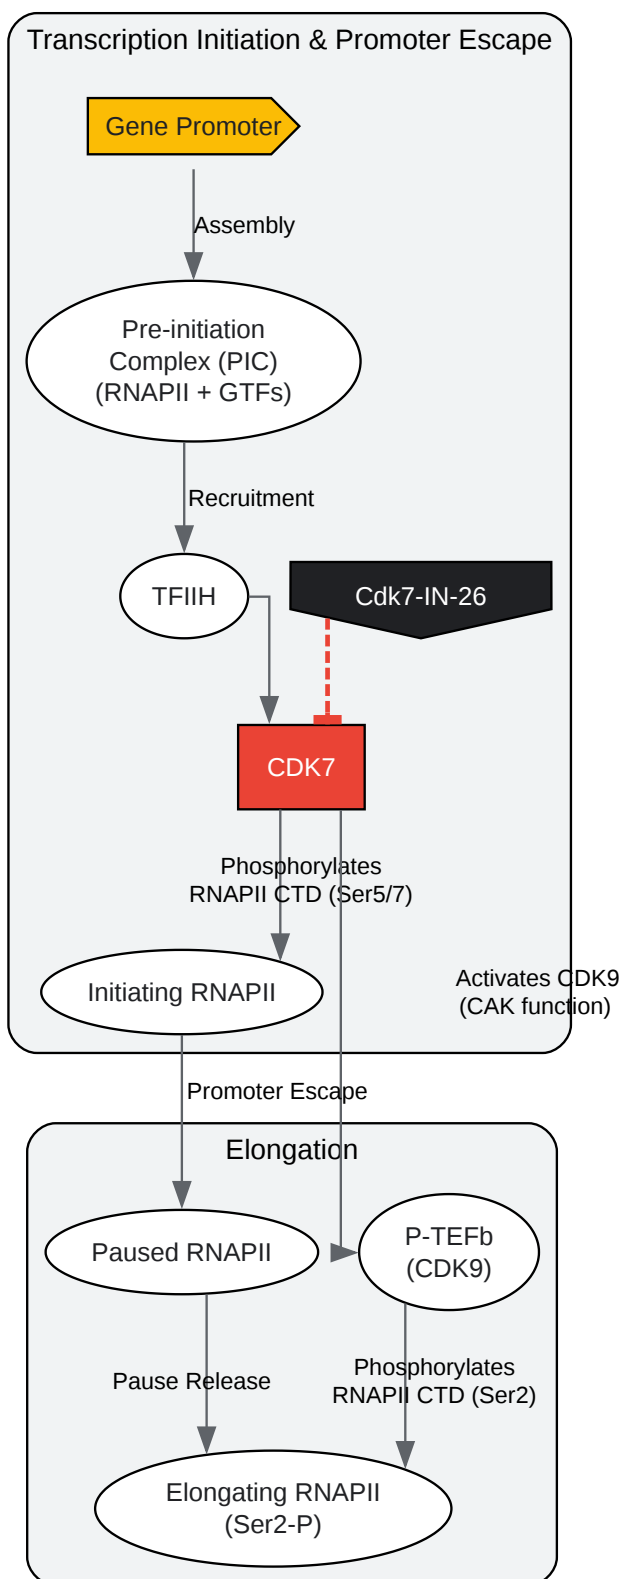 Transcription Initiation & Promoter Escape
Gene Promoter
Assembly
Pre-initiation
Complex (PIC)
(RNAPII + GTFs)
Recruitment
TFIIH
Cdk7-IN-26
CDK7
Phosphorylates
RNAPII CTD (Ser5/7)
Initiating RNAPII
Activates CDK9
(CAK function)
Promoter Escape
Elongation
Paused RNAPII
P-TEFb
(CDK9)
Pause Release
Phosphorylates
RNAPII CTD (Ser2)
Elongating RNAPII
(Ser2-P)